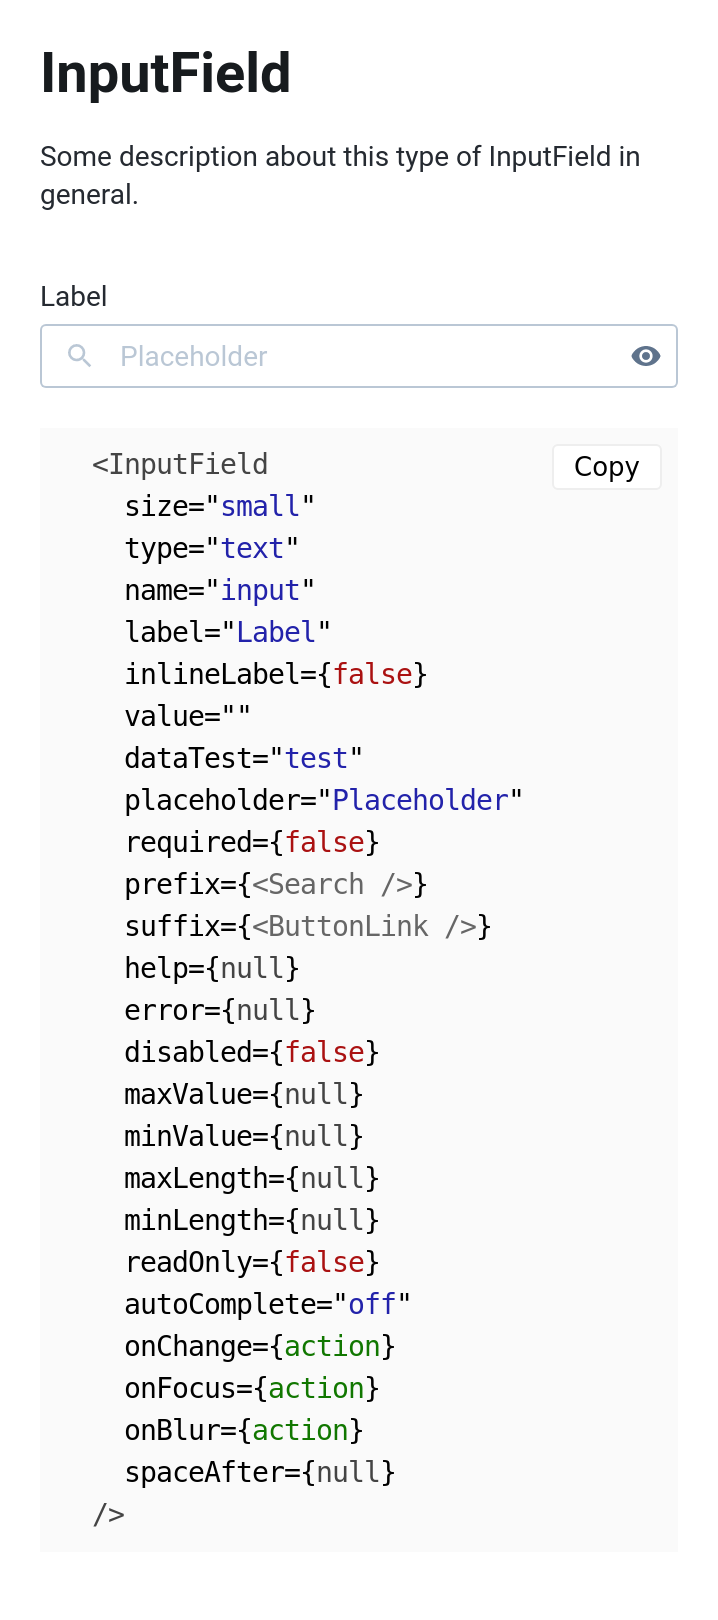 InputField
Some description about this type of InputField in
general.
Label
Placeholder
Copy
<InputField
size="small"
type="text"
name="input"
label="Label"
inlineLabel={false}
value=""
dataTest="test"
placeholder="Placeholder"
required={false}
prefix={<Search />}
suffix={<ButtonLink />}
help={null}
error={null}
disabled={false}
maxValue={null}
minValue={null}
maxLength={null}
minLength={null}
readOnly={false}
autoComplete="off"
onChange={action}
onFocus={action}
onBlur={action}
spaceAfter={null}
/>